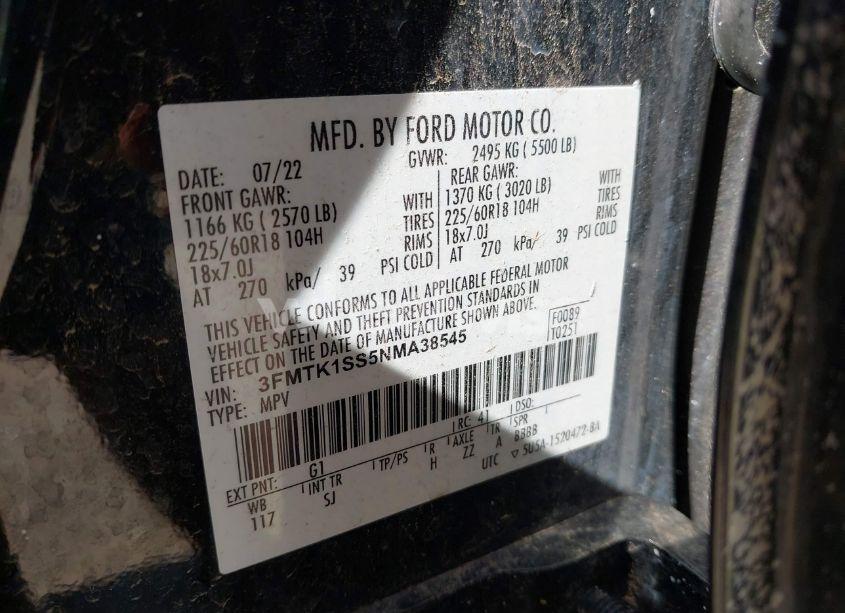 MFD. BY FORD MOTOR CO.
DATE: 07/22
GVWR: 2495 KG ( 5500 LB)
FRONT GAWR:
1166 KG ( 2570 LB) WITH
225/60R18 104H TIRES
18x7.0J RIMS
AT 270 kPa/ 39 PSI COLD
REAR GAWR:
1370 KG ( 3020 LB) WITH
225/60R18 104H TIRES
18x7.0J RIMS
AT 270 kPa/ 39 PSI COLD
THIS VEHICLE CONFORMS TO ALL APPLICABLE FEDERAL MOTOR
VEHICLE SAFETY AND THEFT PREVENTION STANDARDS IN
EFFECT ON THE DATE OF MANUFACTURE SHOWN ABOVE.
F0089
T0251
VIN: 3FMTK1SS5NMA38545
TYPE: MPV
RC: 41 DSO:
EXT PNT: G1
WB INT TR TP/PS R AXLE TR SPR
117 SJ H ZZ A BBBB
UTC ▽ SU5A-1520472-BA